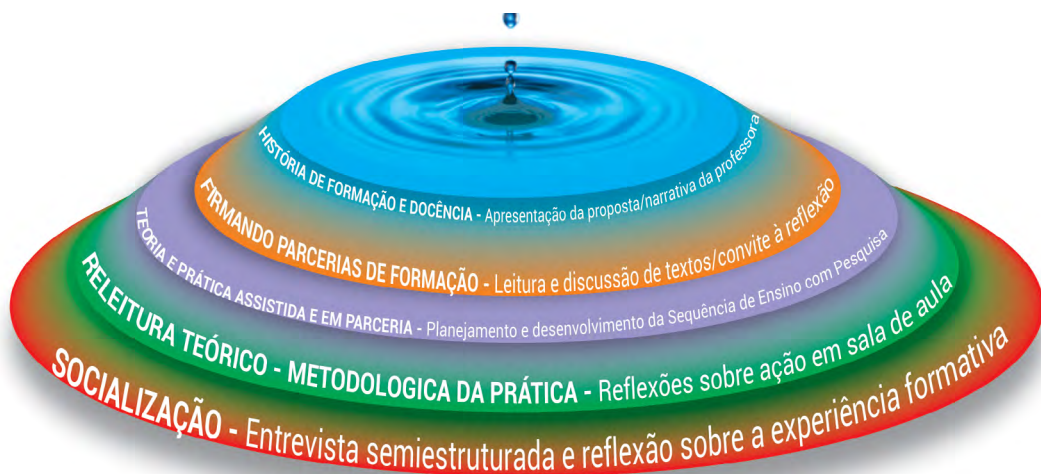 HISTÓRIA DE FORMAÇÃO E DOCÊNCIA - Apresentação da proposta/narrativa da professora
FIRMANDO PARCERIAS DE FORMAÇÃO - Leitura e discussão de textos/convite à reflexão
TEORIA E PRÁTICA ASSISTIDA E EM PARCERIA - Planejamento e desenvolvimento da Sequência de Ensino com Pesquisa
RELEITURA TEÓRICO - METODOLOGICA DA PRÁTICA - Reflexões sobre ação em sala de aula
SOCIALIZAÇÃO - Entrevista semiestruturada e reflexão sobre a experiência formativa